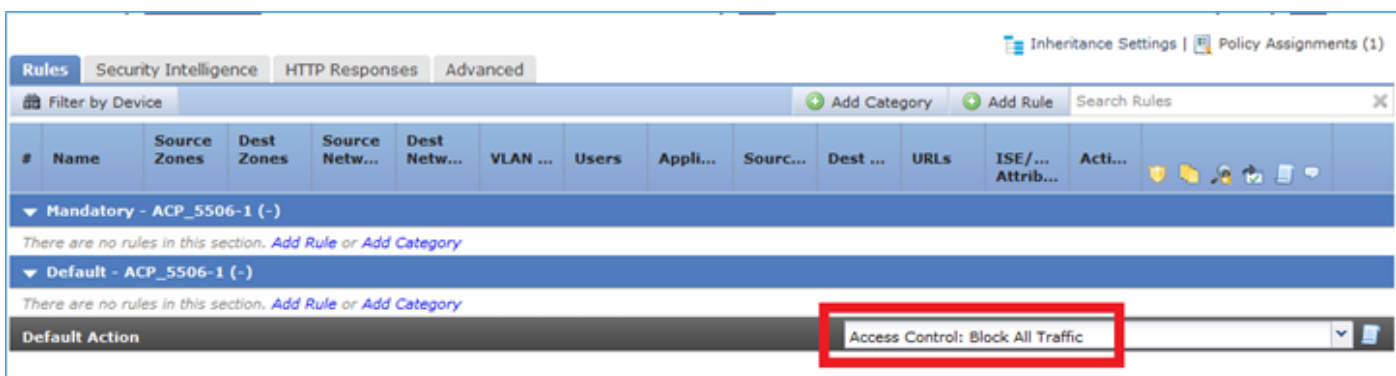 Inheritance Settings | Policy Assignments (1)
Rules Security Intelligence HTTP Responses Advanced
Filter by Device Add Category Add Rule Search Rules
# Name Source Zones Dest Zones Source Netw... Dest Netw... VLAN ... Users Appli... Sourc... Dest ... URLs ISE/... Attrib... Acti...
Mandatory - ACP_5506-1 (-)
There are no rules in this section. Add Rule or Add Category
Default - ACP_5506-1 (-)
There are no rules in this section. Add Rule or Add Category
Default Action Access Control: Block All Traffic